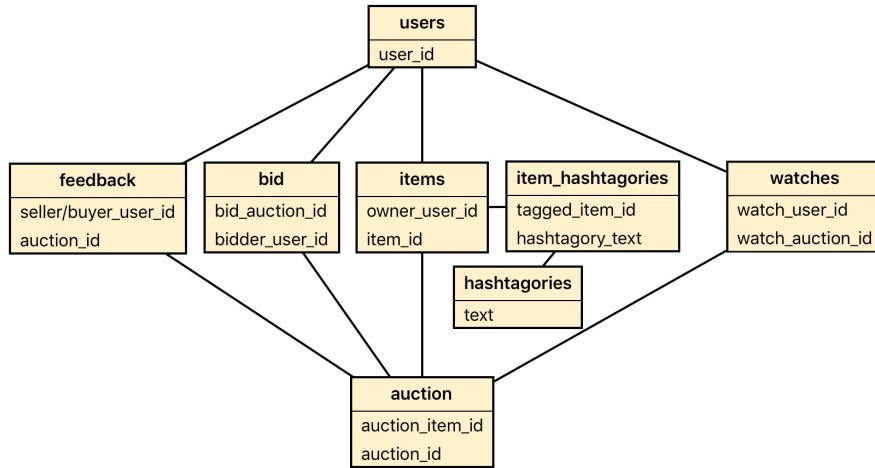 users
user_id
feedback
seller/buyer_user_id
auction_id
bid
bid_auction_id
bidder_user_id
items
owner_user_id
item_id
item_hashtagories
tagged_item_id
hashtagory_text
watches
watch_user_id
watch_auction_id
hashtagories
text
auction
auction_item_id
auction_id